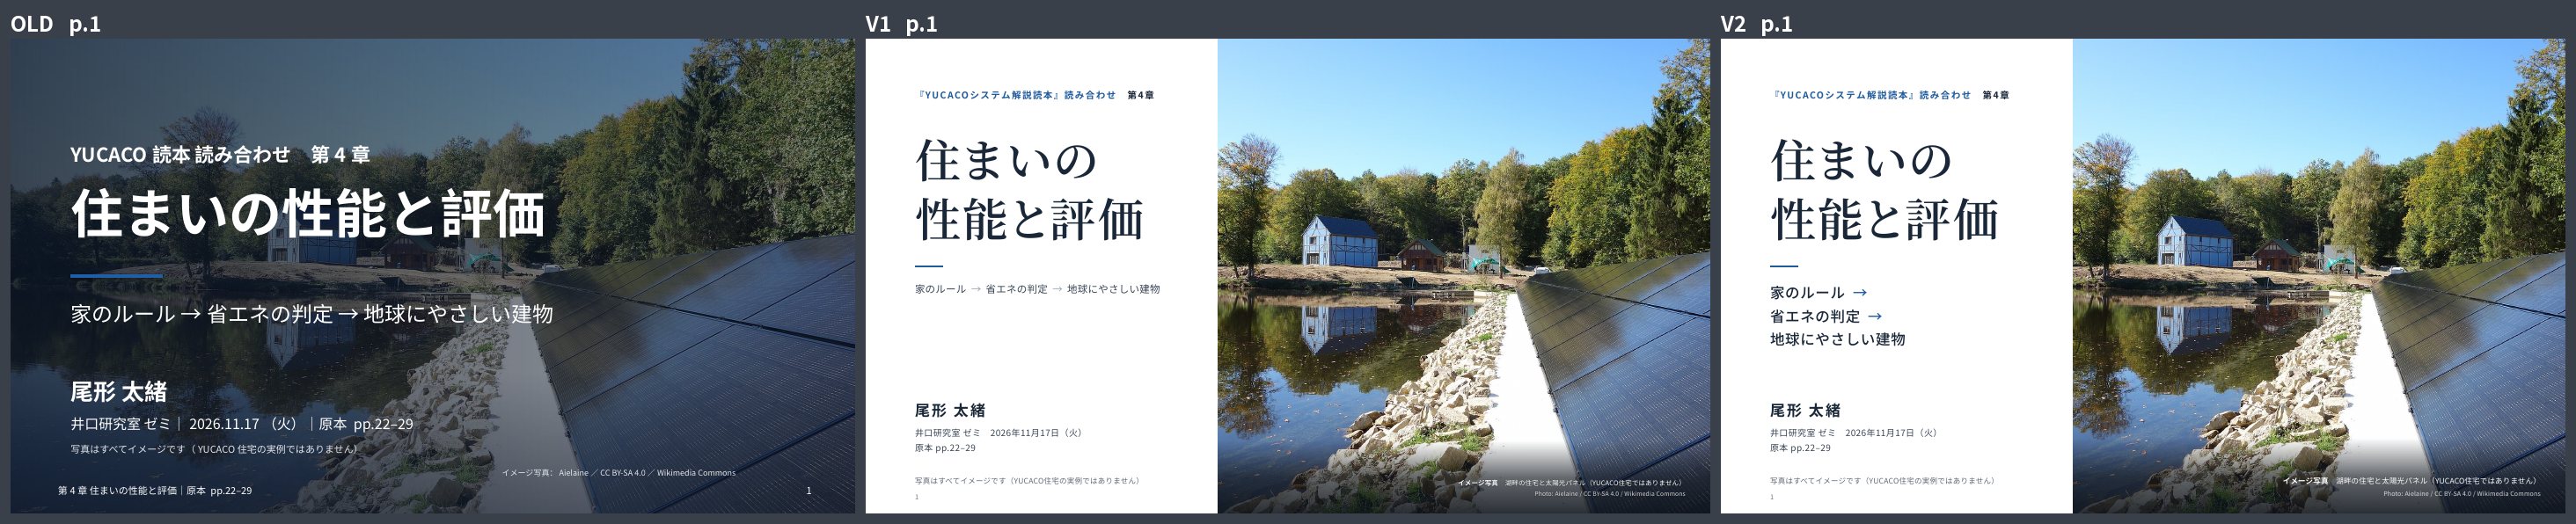 OLD p.1
YUCACO 読本 読み合わせ 第 4 章
住まいの性能と評価
家のルール → 省エネの判定 → 地球にやさしい建物
尾形 太緒
井口研究室 ゼミ｜ 2026.11.17 （火）｜原本 pp.22–29
写真はすべてイメージです（ YUCACO 住宅の実例ではありません）
イメージ写真： Aielaine ／ CC BY-SA 4.0 ／ Wikimedia Commons
第 4 章 住まいの性能と評価｜原本 pp.22–29
1
V1 p.1
『YUCACOシステム解説読本』読み合わせ 第4章
住まいの
性能と評価
家のルール → 省エネの判定 → 地球にやさしい建物
尾形 太緒
井口研究室 ゼミ 2026年11月17日（火）
原本 pp.22–29
写真はすべてイメージです（YUCACO住宅の実例ではありません）
1
イメージ写真 湖畔の住宅と太陽光パネル（YUCACO住宅ではありません）
Photo: Aielaine / CC BY-SA 4.0 / Wikimedia Commons
V2 p.1
『YUCACOシステム解説読本』読み合わせ 第4章
住まいの
性能と評価
家のルール →
省エネの判定 →
地球にやさしい建物
尾形 太緒
井口研究室 ゼミ 2026年11月17日（火）
原本 pp.22–29
写真はすべてイメージです（YUCACO住宅の実例ではありません）
1
イメージ写真 湖畔の住宅と太陽光パネル（YUCACO住宅ではありません）
Photo: Aielaine / CC BY-SA 4.0 / Wikimedia Commons